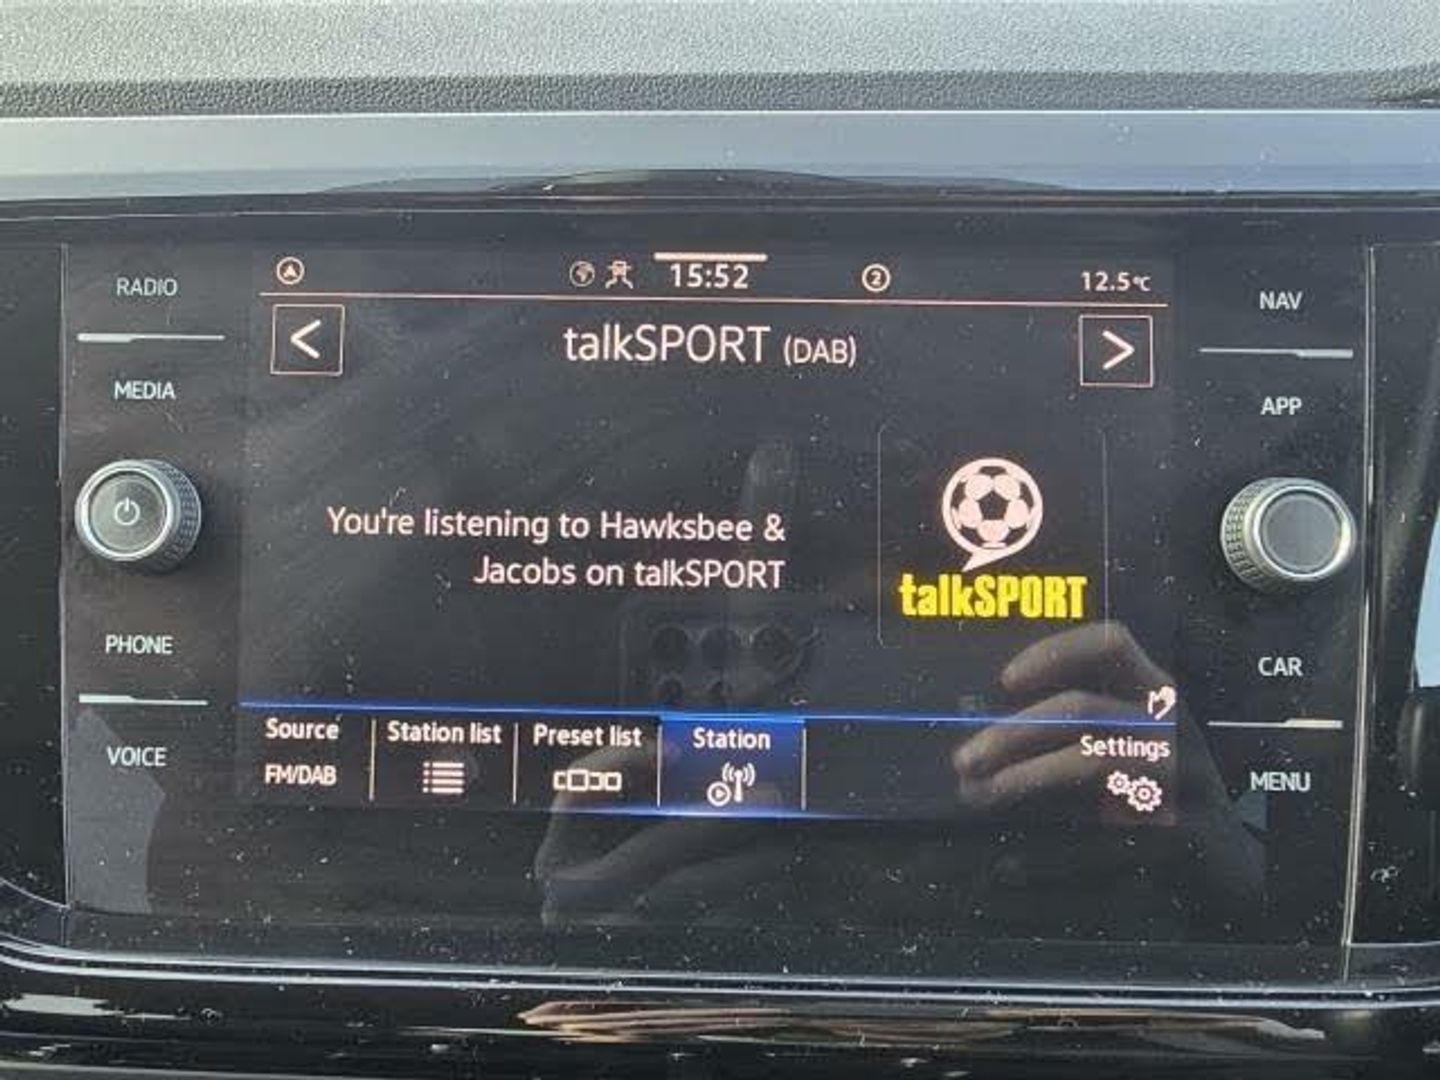 RADIO
MEDIA
PHONE
VOICE
15:52
2
12.5°C
<
talkSPORT (DAB)
>
You're listening to Hawksbee &
Jacobs on talkSPORT
talkSPORT
Source
FM/DAB
Station list
Preset list
Station
Settings
NAV
APP
CAR
MENU